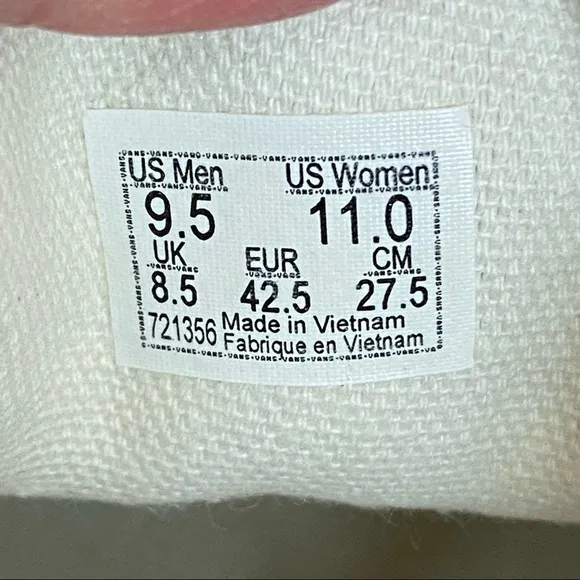 US Men US Women
9.5 11.0
UK EUR CM
8.5 42.5 27.5
721356 Made in Vietnam
Fabrique en Vietnam